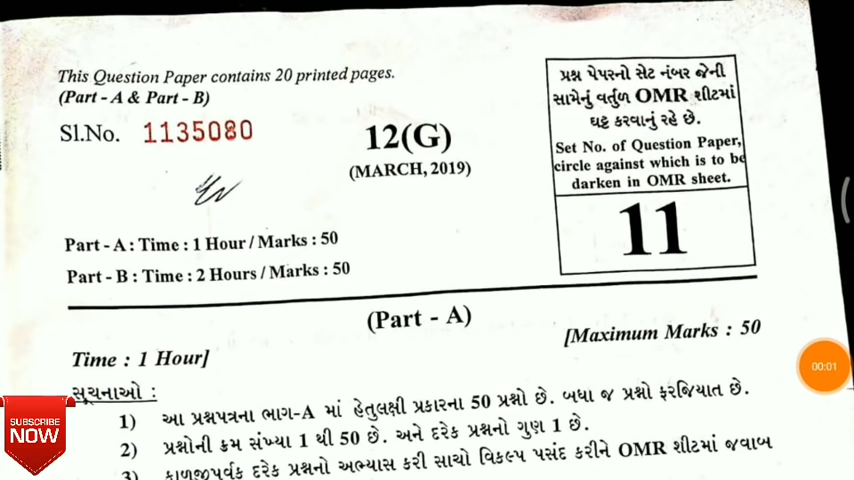 This Question Paper contains 20 printed pages.
(Part - A & Part - B)
Sl.No. 1135080
12(G)
(MARCH, 2019)
પ્રશ્ન પેપરનો સેટ નંબર જેની
સામેનું વર્તુળ OMR શીટમાં
ઘટ્ટ કરવાનું રહે છે.
Set No. of Question Paper,
circle against which is to be
darken in OMR sheet.
11
Part - A : Time : 1 Hour / Marks : 50
Part - B : Time : 2 Hours / Marks : 50
(Part - A)
Time : 1 Hour]
[Maximum Marks : 50
સૂચનાઓ :
1) આ પ્રશ્નપત્રના ભાગ-A માં હેતુલક્ષી પ્રકારના 50 પ્રશ્નો છે. બધા જ પ્રશ્નો ફરજિયાત છે.
2) પ્રશ્નોની ક્રમ સંખ્યા 1 થી 50 છે. અને દરેક પ્રશ્નનો ગુણ 1 છે.
3) કાળજીપૂર્વક દરેક પ્રશ્નનો અભ્યાસ કરી સાચો વિકલ્પ પસંદ કરીને OMR શીટમાં જવાબ
SUBSCRIBE
NOW
00:01